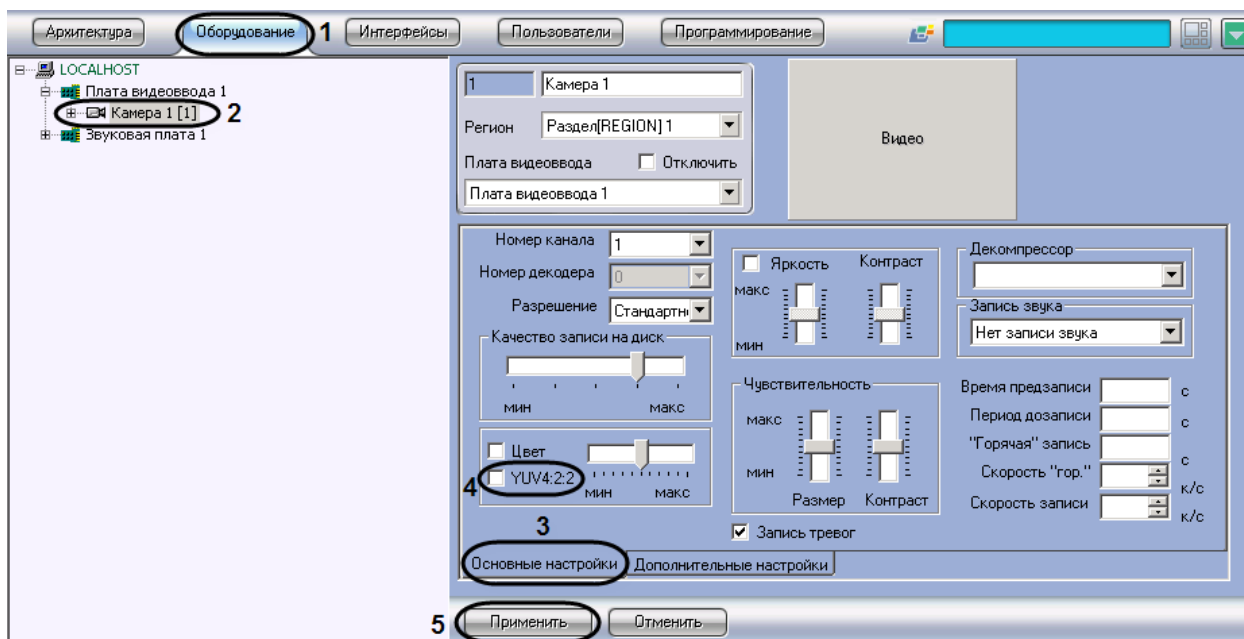 Архитектура Оборудование 1 Интерфейсы Пользователи Программирование
LOCALHOST
Плата видеоввода 1
Камера 1 [1] 2
Звуковая плата 1
1 Камера 1
Регион Раздел[REGION] 1
Плата видеоввода Отключить
Плата видеоввода 1
Видео
Номер канала 1
Номер декодера 0
Разрешение Стандартн
Качество записи на диск
мин макс
Цвет
4 YUV4:2:2
мин макс
Яркость Контраст
макс
мин
Чувствительность
макс
мин
Размер Контраст
Запись тревог
Декомпрессор
Запись звука
Нет записи звука
Время предзаписи с
Период дозаписи с
"Горячая" запись с
Скорость "гор." к/с
Скорость записи к/с
3
Основные настройки Дополнительные настройки
5 Применить Отменить